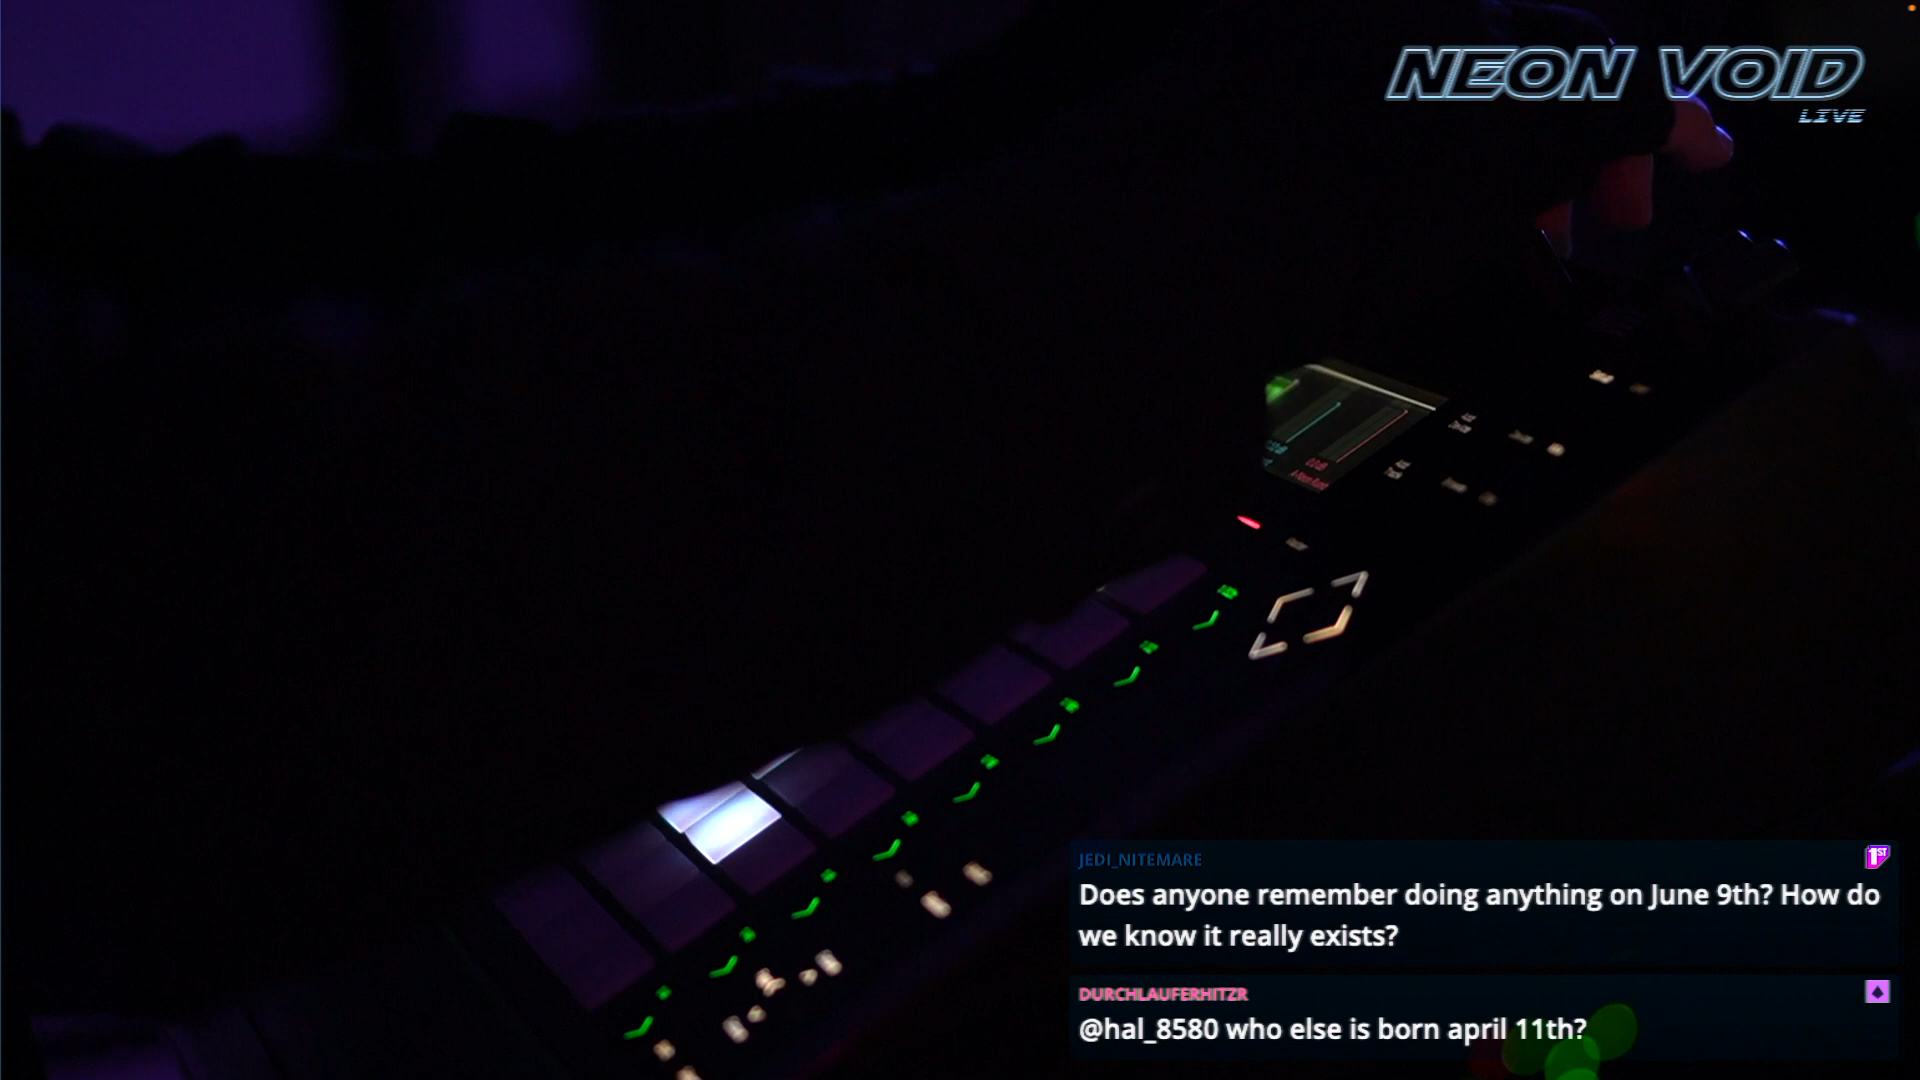 NEON VOID
LIVE
JEDI_NITEMARE
1ST
Does anyone remember doing anything on June 9th? How do
we know it really exists?
DURCHLAUFERHITZR
@hal_8580 who else is born april 11th?